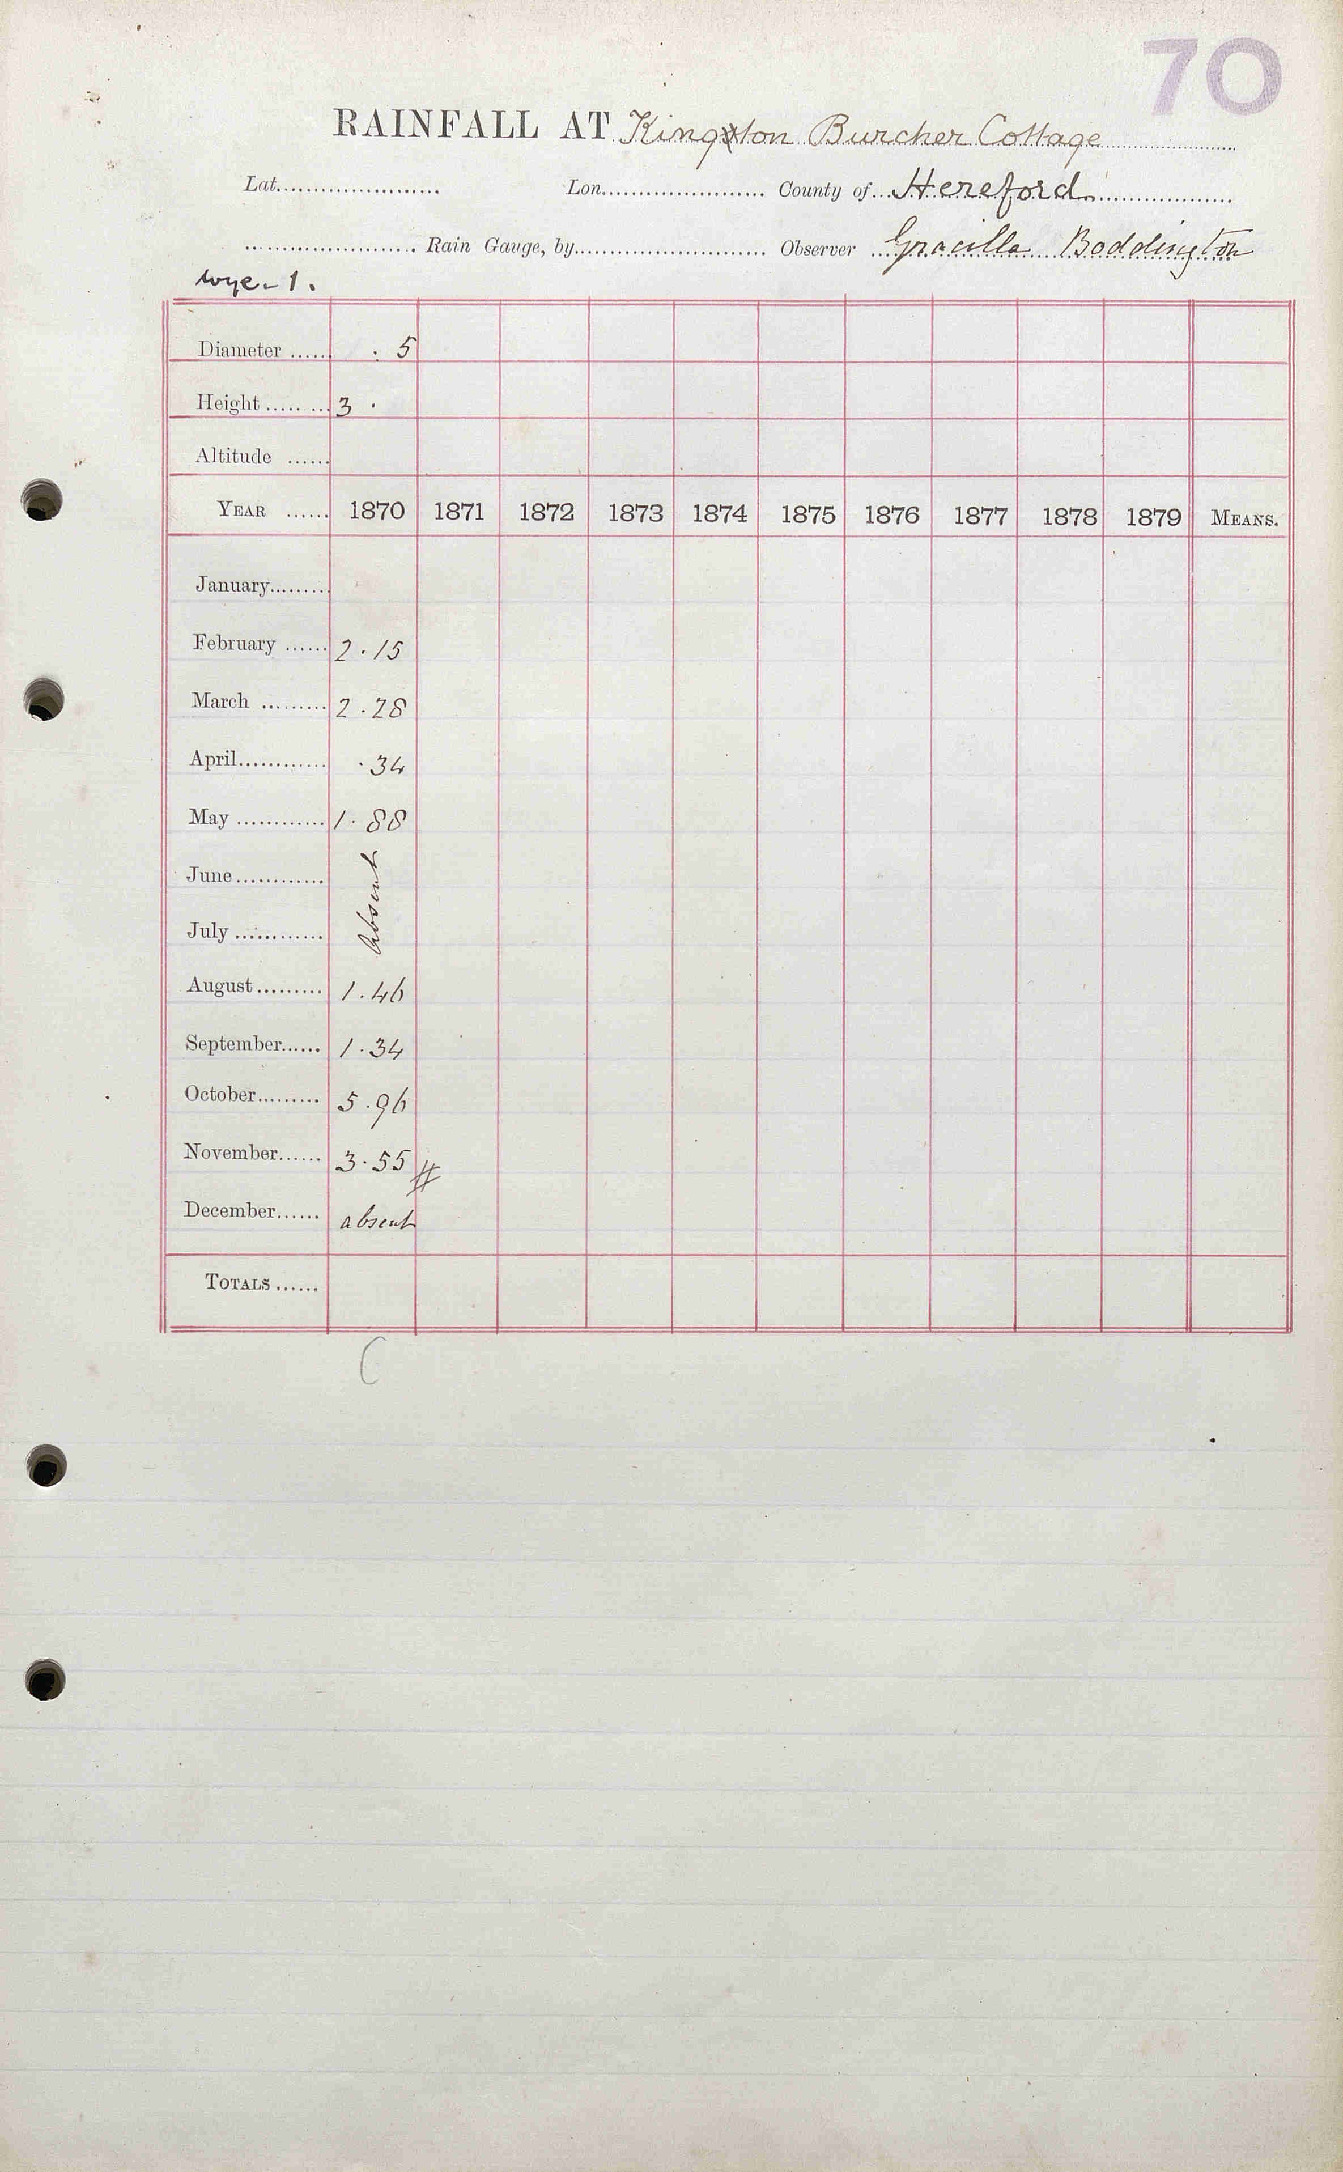 70
RAINFALL AT Kington Burcher Cottage
Lat. Lon. County of Hereford.
Rain Gauge, by Observer Boddington
Wye. 1.
Diameter : 5
Height 3 ·
Altitude
YEAR 1870 1871 1872 1873 1874 1875 1876 1877 1878 1879 MEANS.
January
February 2.15
March 2.28
April .34
May 1.88
June absent
July
August 1.46
September 1.34
October 5.96
November 3.55 #
December absent
TOTALS
C